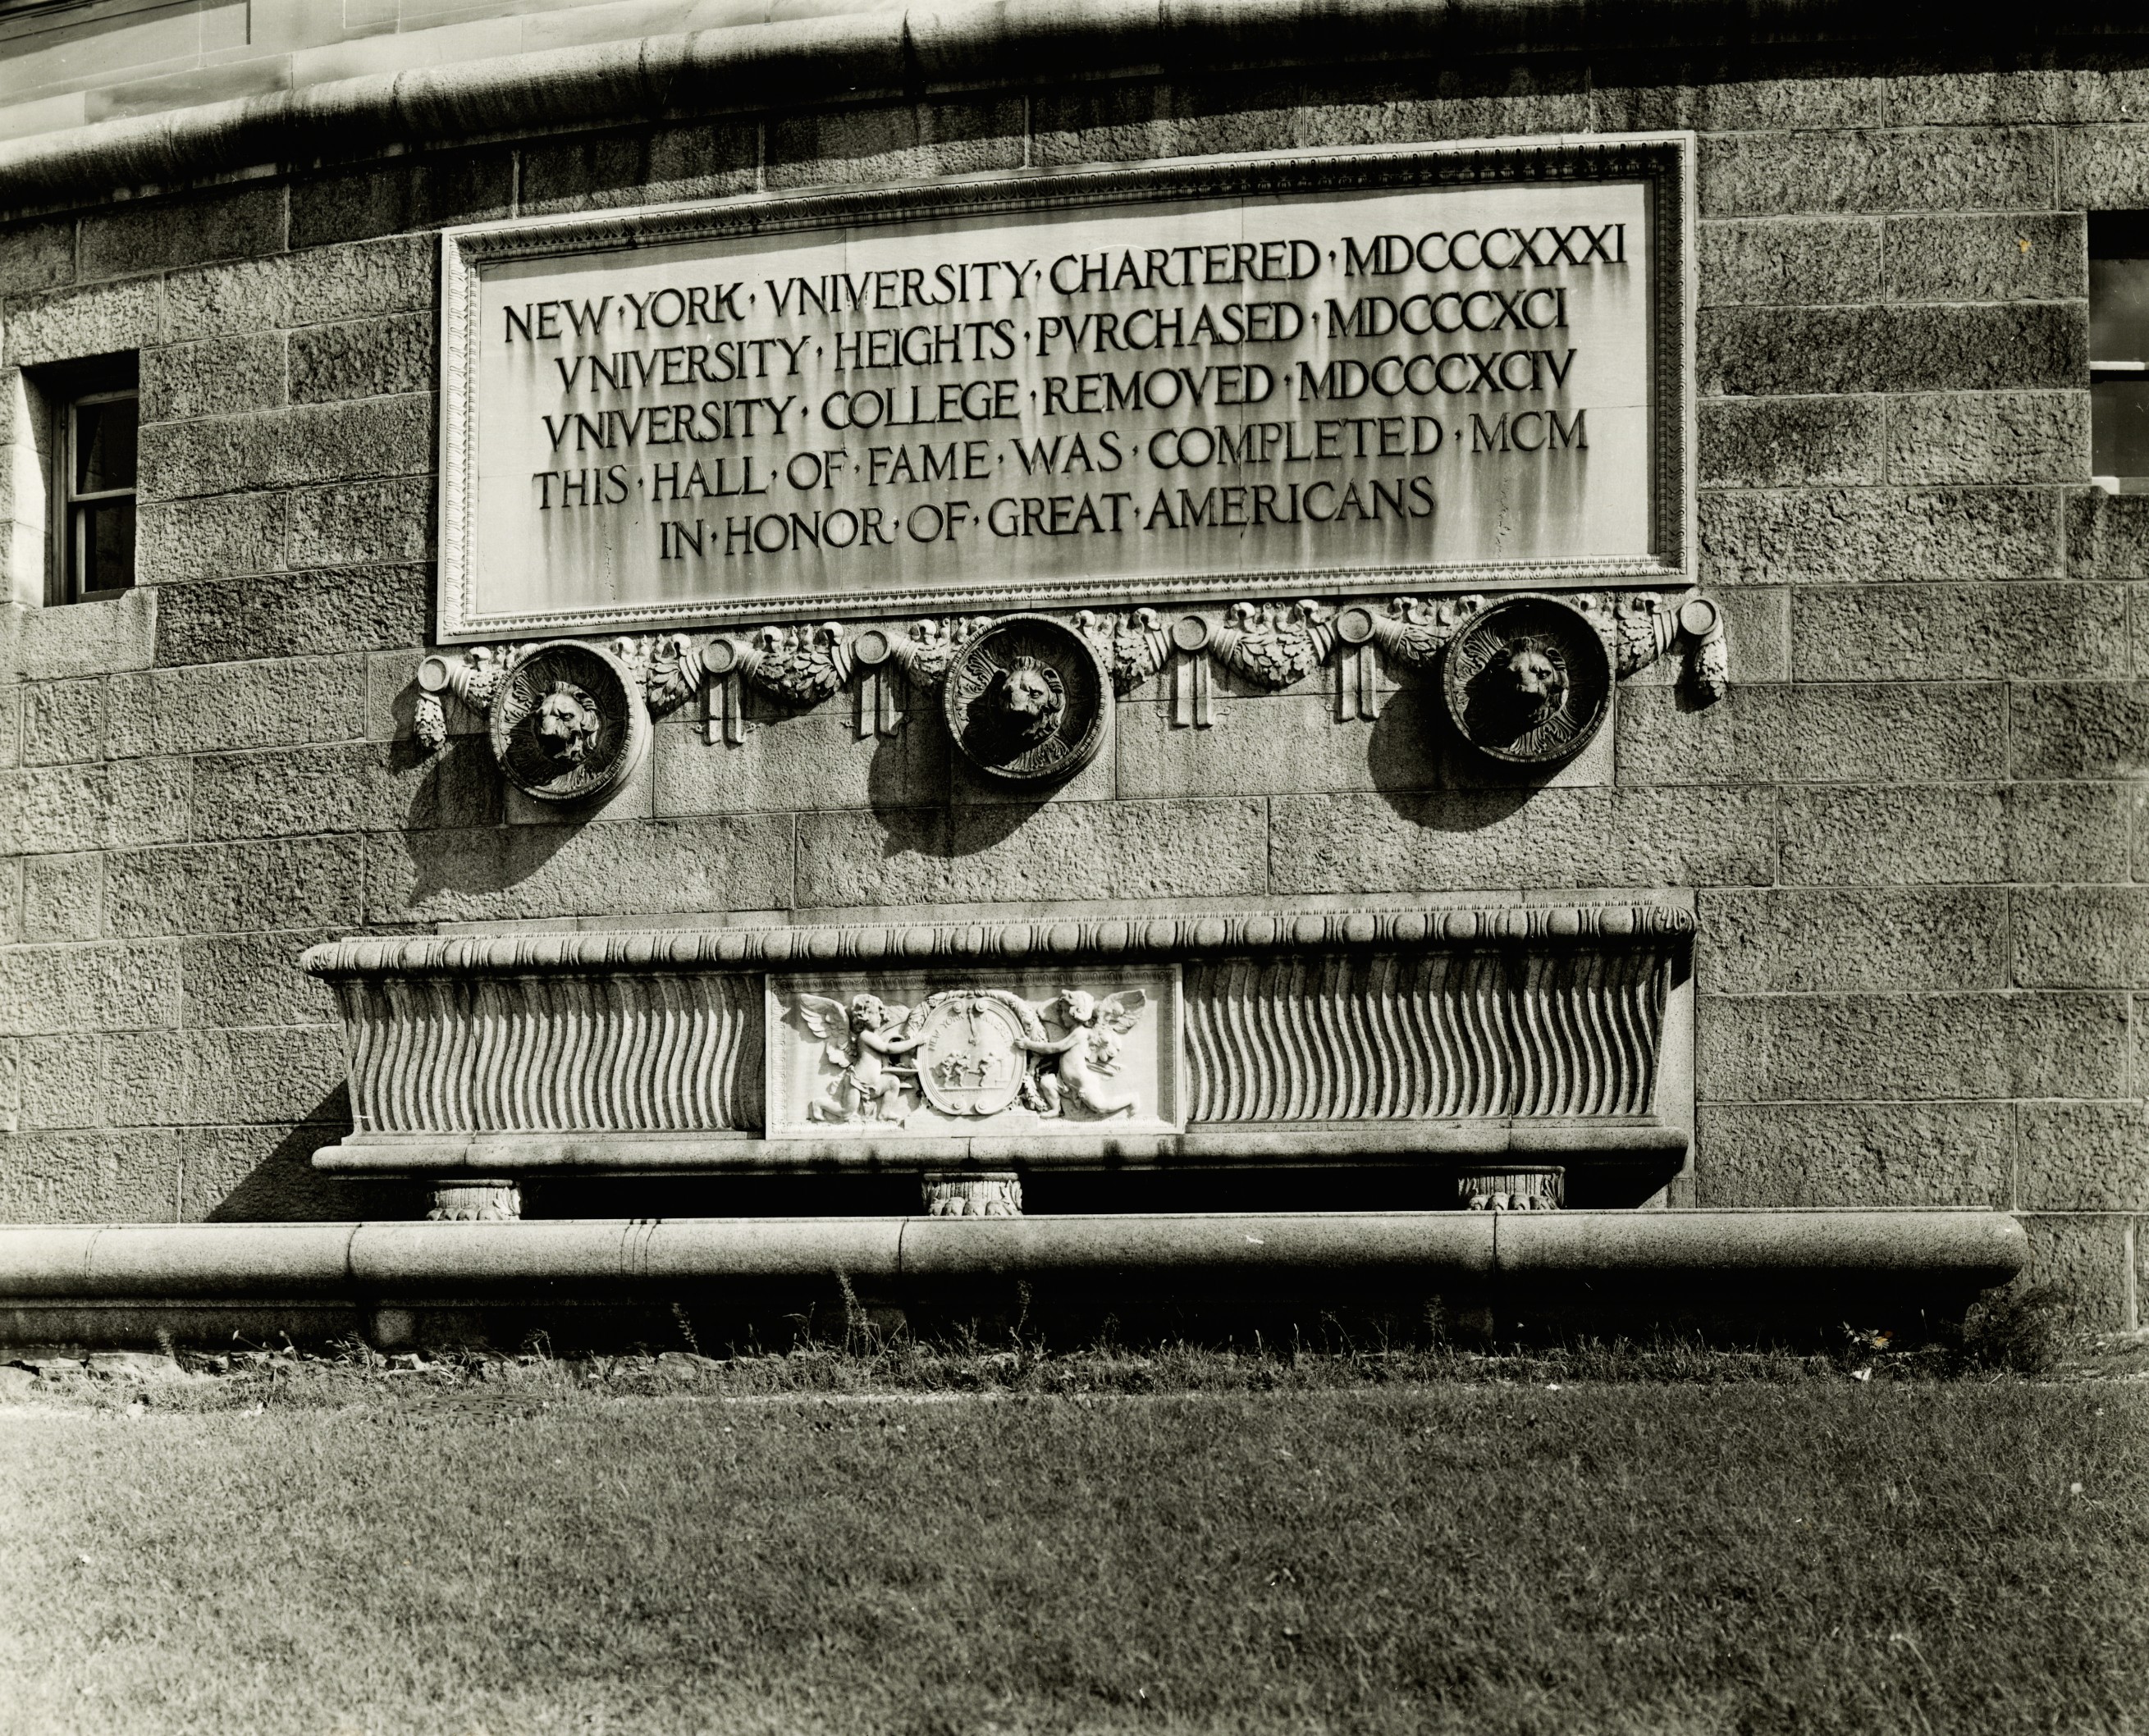 NEW·YORK·VNIVERSITY·CHARTERED·MDCCCXXXI
VNIVERSITY·HEIGHTS·PVRCHASED·MDCCCXCI
VNIVERSITY·COLLEGE·REMOVED·MDCCCXCIV
THIS·HALL·OF·FAME·WAS·COMPLETED·MCM
IN·HONOR·OF·GREAT·AMERICANS